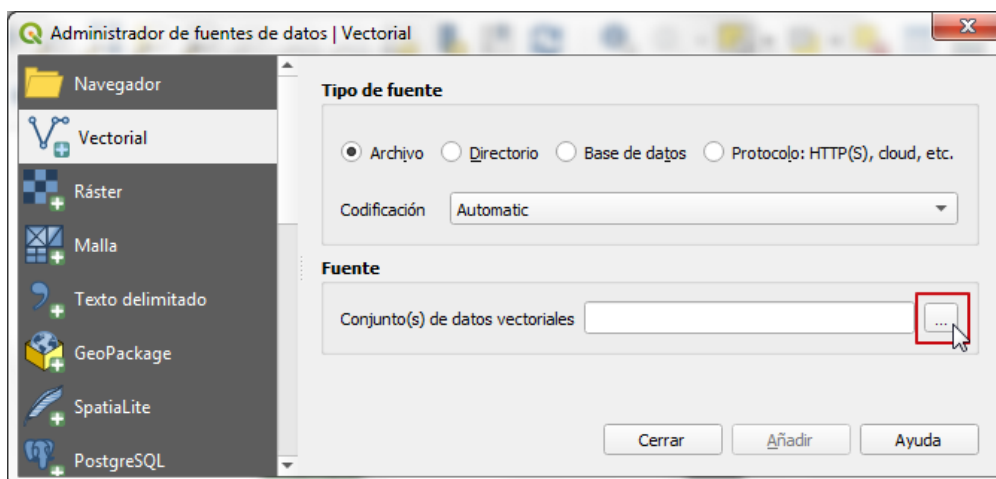 Administrador de fuentes de datos | Vectorial
Navegador
Vectorial
Ráster
Malla
Texto delimitado
GeoPackage
SpatiaLite
PostgreSQL
Tipo de fuente
Archivo Directorio Base de datos Protocolo: HTTP(S), cloud, etc.
Codificación Automatic
Fuente
Conjunto(s) de datos vectoriales ...
Cerrar Añadir Ayuda